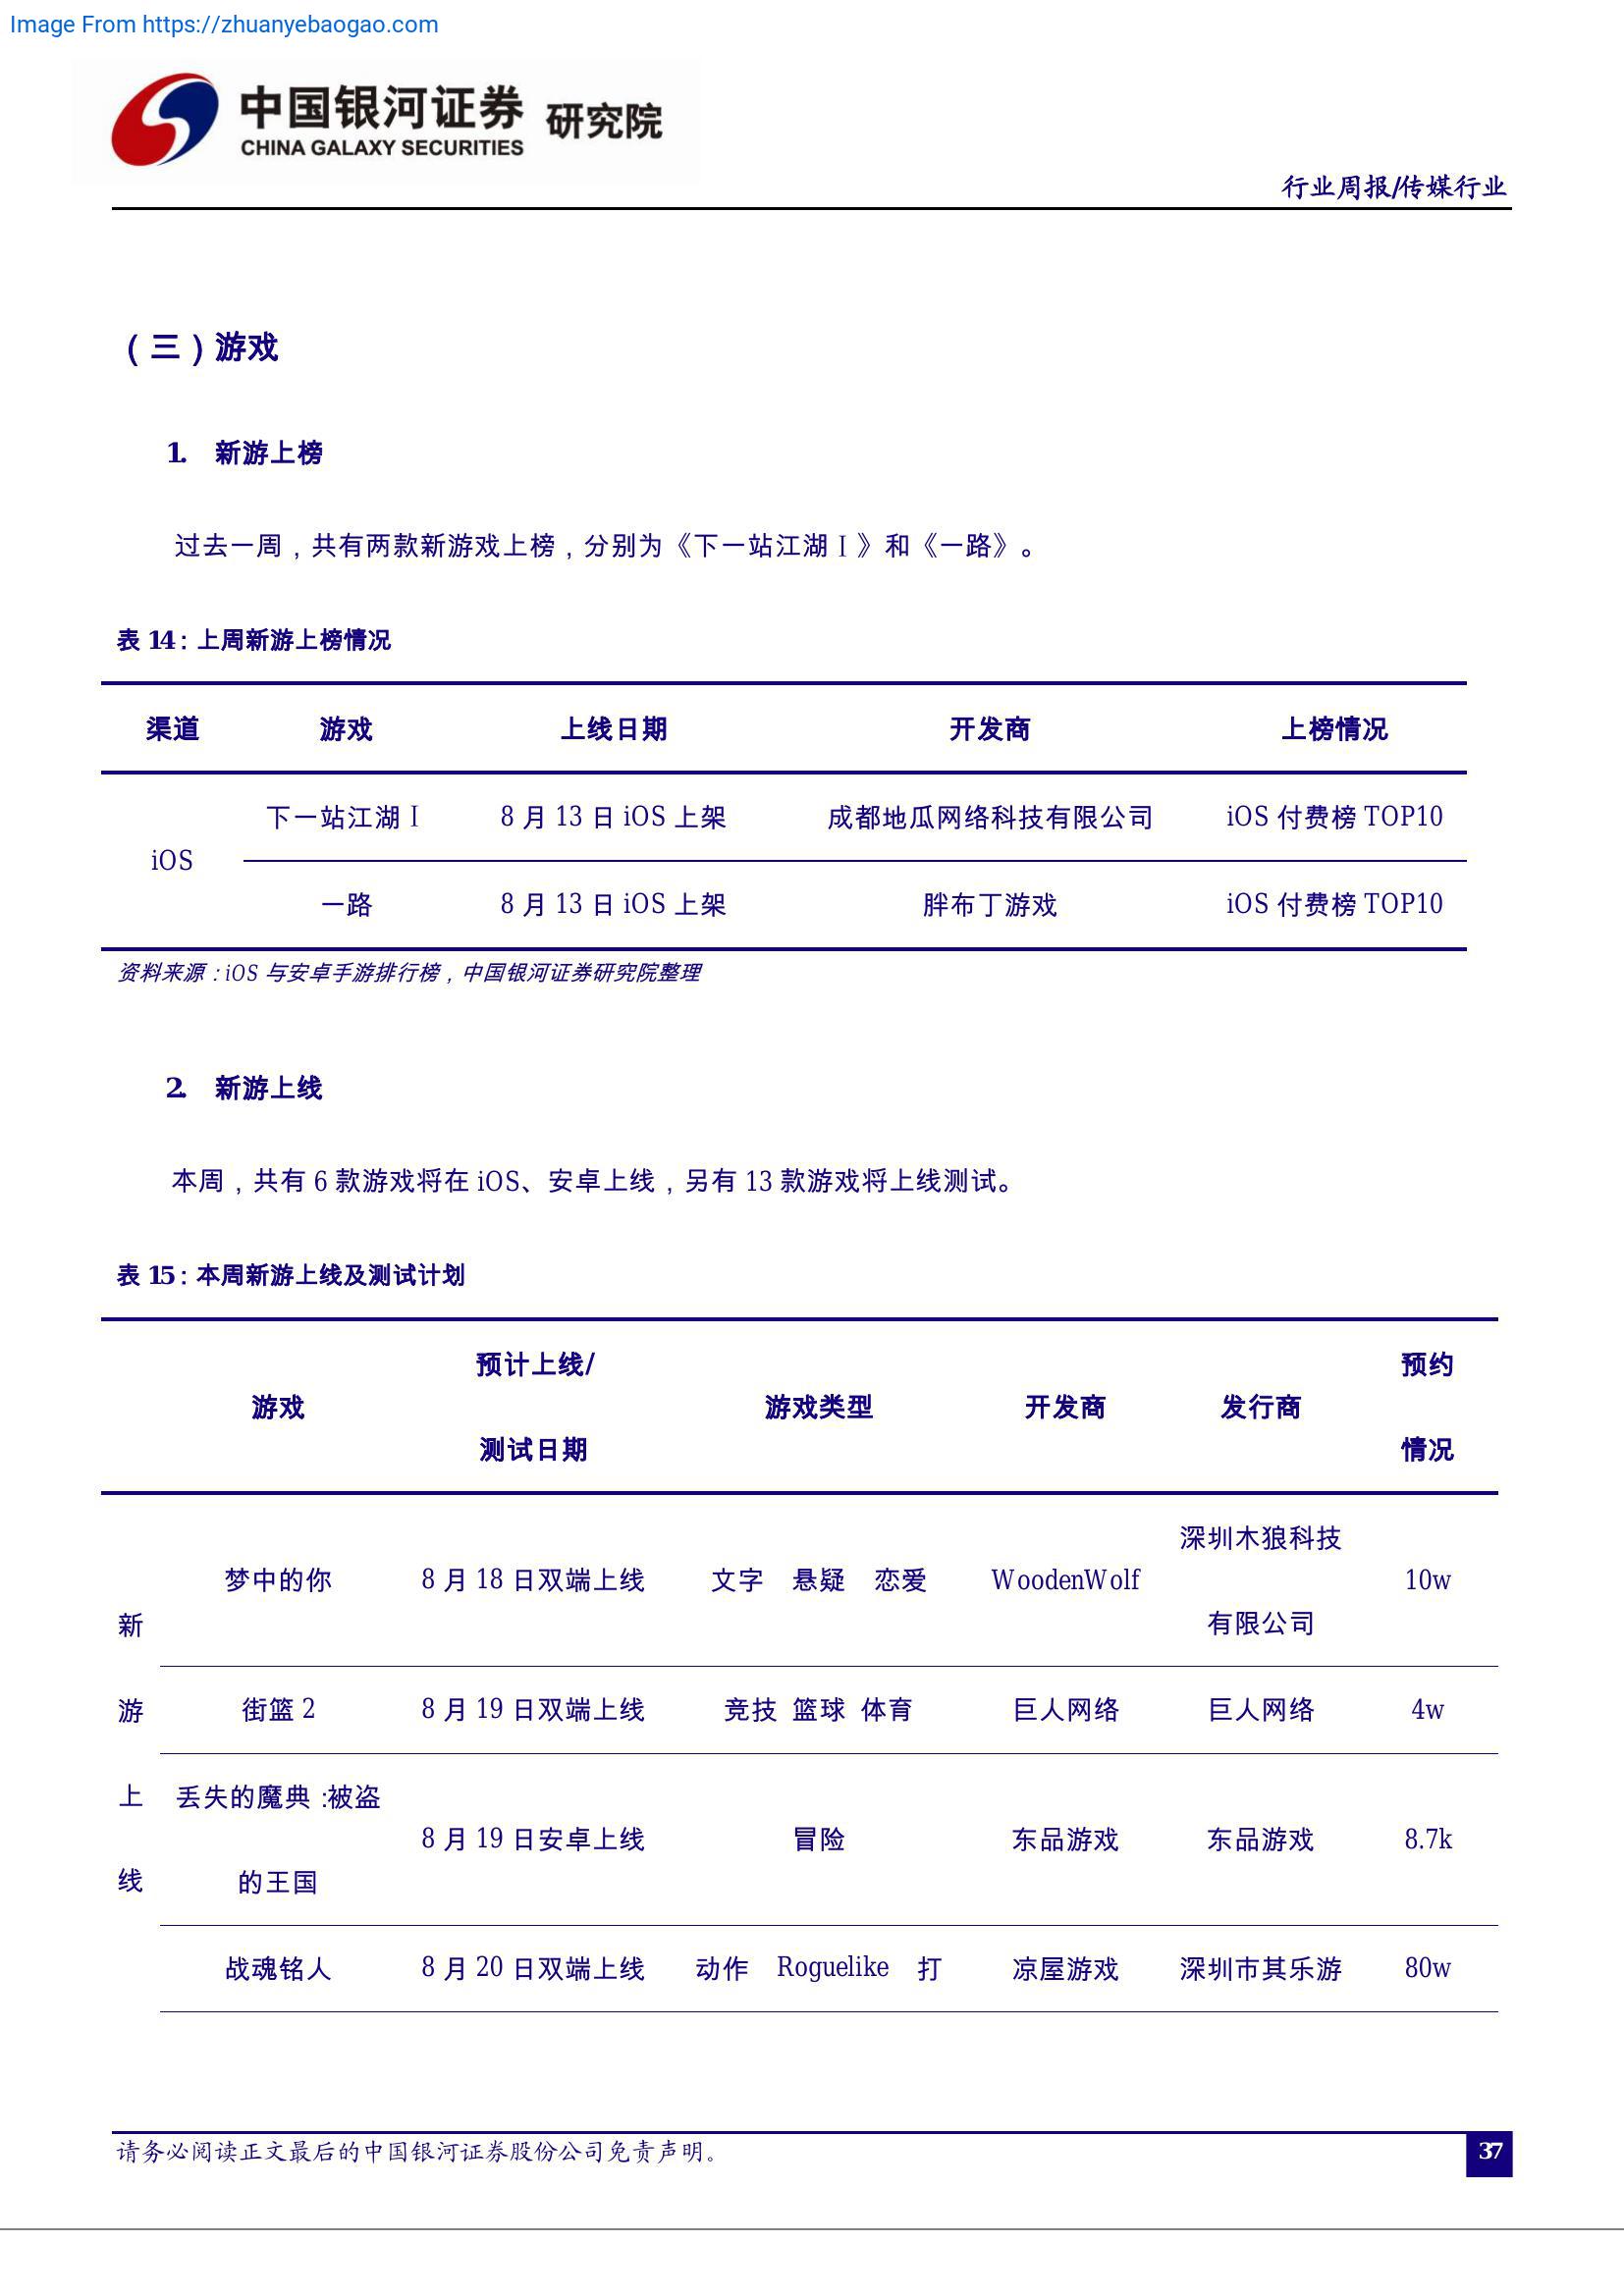 Image From https://zhuanyebaogao.com
中国银河证券 研究院
CHINA GALAXY SECURITIES
行业周报/传媒行业
（三）游戏
1. 新游上榜
过去一周，共有两款新游戏上榜，分别为《下一站江湖 I 》和《一路》。
表 14：上周新游上榜情况
渠道 游戏 上线日期 开发商 上榜情况
iOS
下一站江湖 I 8 月 13 日 iOS 上架 成都地瓜网络科技有限公司 iOS 付费榜 TOP10
一路 8 月 13 日 iOS 上架 胖布丁游戏 iOS 付费榜 TOP10
资料来源：iOS 与安卓手游排行榜，中国银河证券研究院整理
2. 新游上线
本周，共有 6 款游戏将在 iOS、安卓上线，另有 13 款游戏将上线测试。
表 15：本周新游上线及测试计划
游戏 预计上线/ 游戏类型 开发商 发行商 预约
测试日期 情况
新
游
上
线
梦中的你 8 月 18 日双端上线 文字 悬疑 恋爱 WoodenWolf 深圳木狼科技 10w
有限公司
街篮 2 8 月 19 日双端上线 竞技 篮球 体育 巨人网络 巨人网络 4w
丢失的魔典：被盗 8 月 19 日安卓上线 冒险 东品游戏 东品游戏 8.7k
的王国
战魂铭人 8 月 20 日双端上线 动作 Roguelike 打 凉屋游戏 深圳市其乐游 80w
请务必阅读正文最后的中国银河证券股份公司免责声明。
37